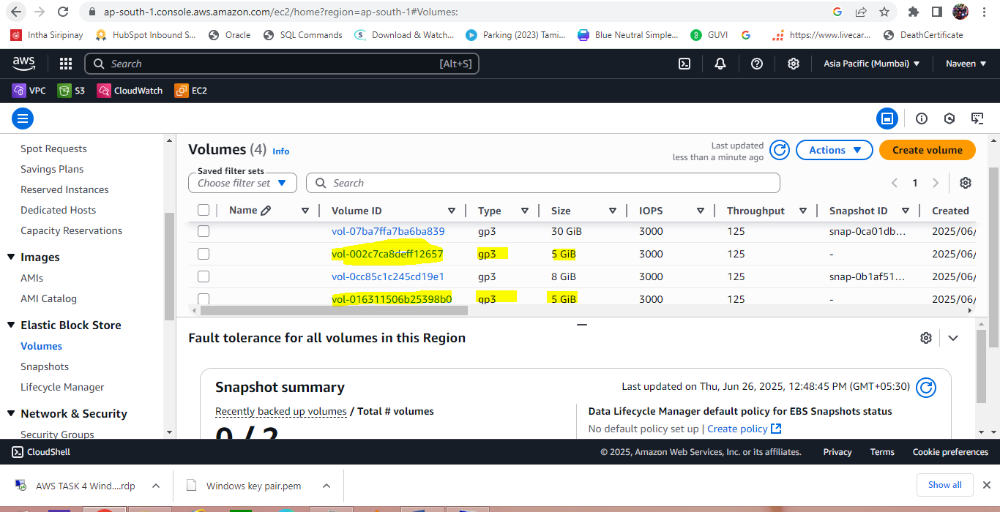 ap-south-1.console.aws.amazon.com/ec2/home?region=ap-south-1#Volumes:
Intha Siripinay
HubSpot Inbound S...
Oracle
SQL Commands
Download & Watch...
Parking (2023) Tami...
Blue Neutral Simple...
GUVI
https://www.livecar...
DeathCertificate
aws
Search
[Alt+S]
Asia Pacific (Mumbai)
Naveen
VPC
S3
CloudWatch
EC2
Spot Requests
Savings Plans
Reserved Instances
Dedicated Hosts
Capacity Reservations
Images
AMIs
AMI Catalog
Elastic Block Store
Volumes
Snapshots
Lifecycle Manager
Network & Security
Security Groups
Volumes (4) Info
Last updated
less than a minute ago
Actions
Create volume
Saved filter sets
Choose filter set
Search
1
Name Volume ID Type Size IOPS Throughput Snapshot ID Created
vol-07ba7ffa7ba6ba839 gp3 30 GiB 3000 125 snap-0ca01db... 2025/06/
vol-002c7ca8deff12657 gp3 5 GiB 3000 125 - 2025/06/
vol-0cc85c1c245cd19e1 gp3 8 GiB 3000 125 snap-0b1af51... 2025/06/
vol-016311506b25398b0 gp3 5 GiB 3000 125 - 2025/06/
Fault tolerance for all volumes in this Region
Snapshot summary
Last updated on Thu, Jun 26, 2025, 12:48:45 PM (GMT+05:30)
Recently backed up volumes / Total # volumes
0 / 2
Data Lifecycle Manager default policy for EBS Snapshots status
No default policy set up | Create policy
CloudShell
© 2025, Amazon Web Services, Inc. or its affiliates.
Privacy
Terms
Cookie preferences
AWS TASK 4 Wind....rdp
Windows key pair.pem
Show all